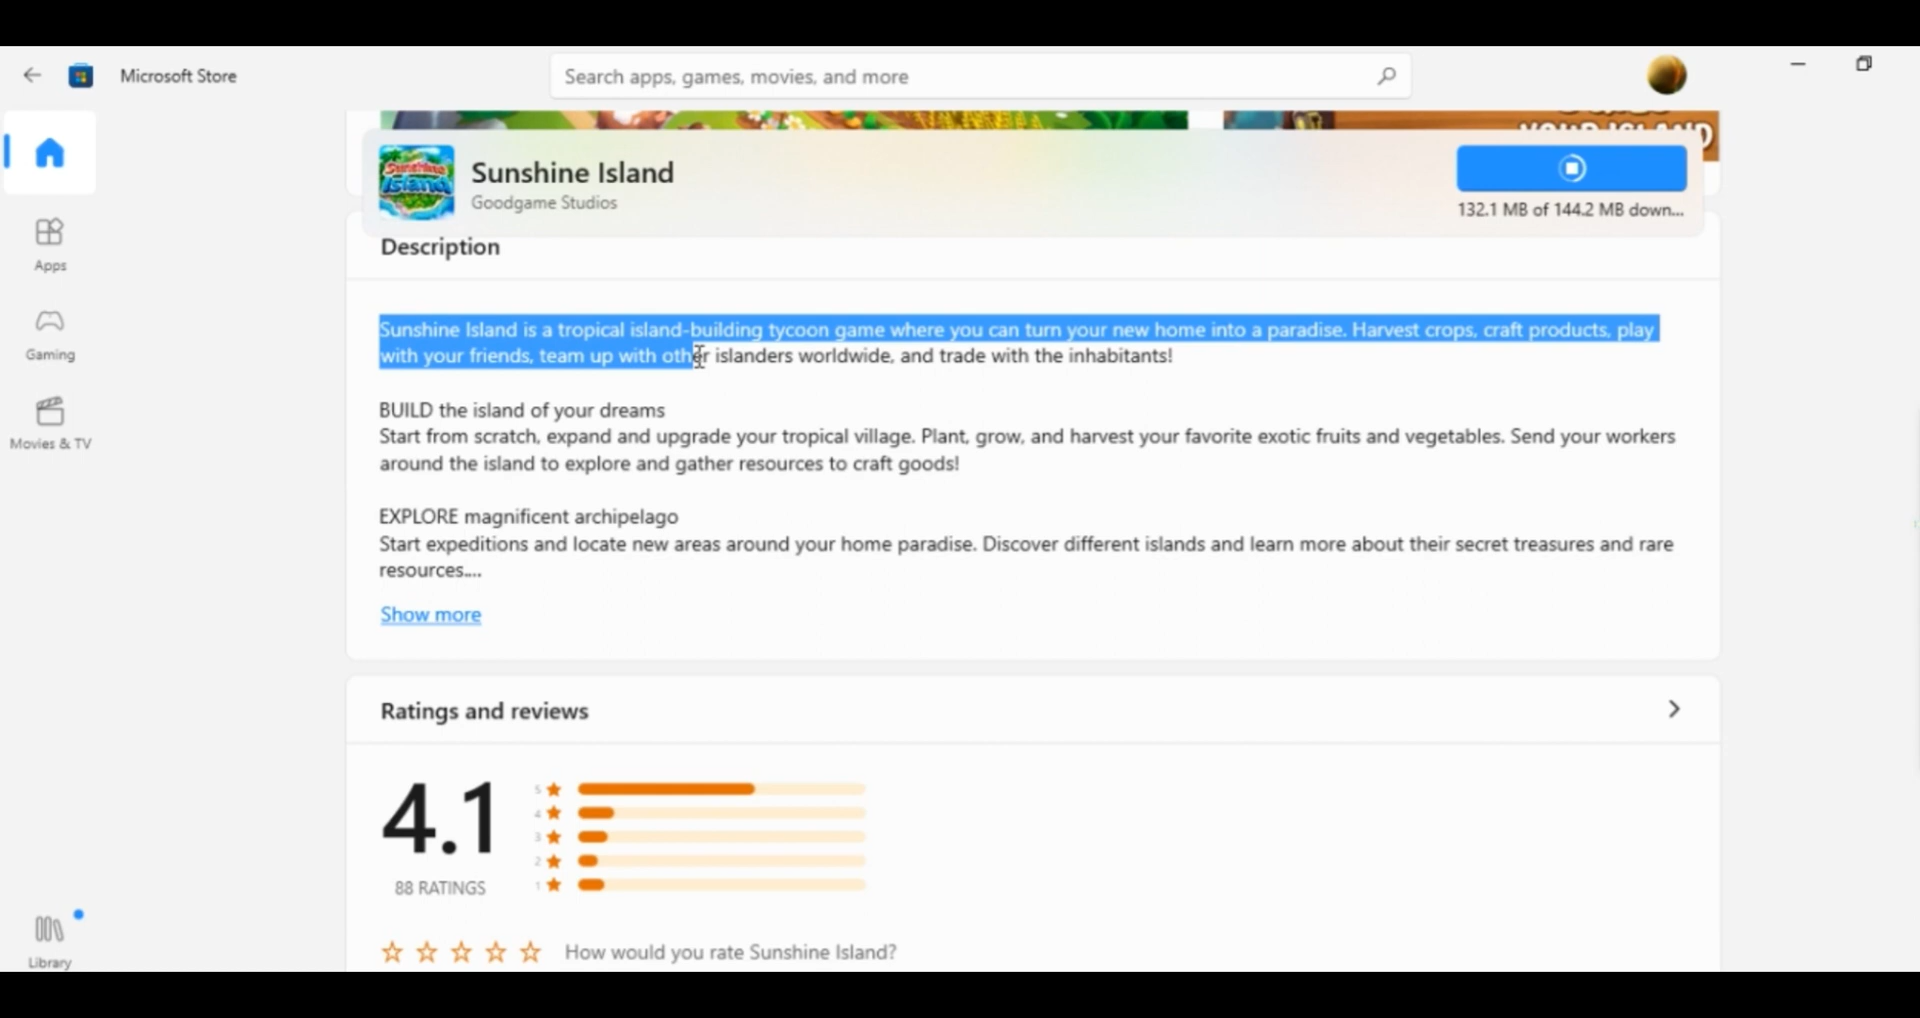 Microsoft Store
Search apps, games, movies, and more
YOUR ISLAND
Sunshine Island
Sunshine Island
Goodgame Studios
132.1 MB of 144.2 MB down...
Apps
Gaming
Movies & TV
Library
Description
Sunshine Island is a tropical island-building tycoon game where you can turn your new home into a paradise. Harvest crops, craft products, play
with your friends, team up with other islanders worldwide, and trade with the inhabitants!
BUILD the island of your dreams
Start from scratch, expand and upgrade your tropical village. Plant, grow, and harvest your favorite exotic fruits and vegetables. Send your workers
around the island to explore and gather resources to craft goods!
EXPLORE magnificent archipelago
Start expeditions and locate new areas around your home paradise. Discover different islands and learn more about their secret treasures and rare
resources....
Show more
Ratings and reviews
4.1
88 RATINGS
5
4
3
2
1
How would you rate Sunshine Island?